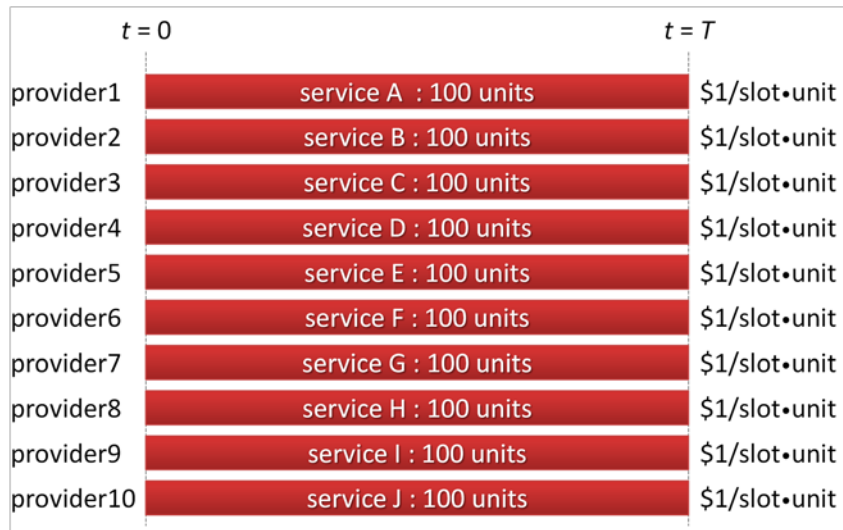 t = 0 t = T
provider1 service A : 100 units $1/slot•unit
provider2 service B : 100 units $1/slot•unit
provider3 service C : 100 units $1/slot•unit
provider4 service D : 100 units $1/slot•unit
provider5 service E : 100 units $1/slot•unit
provider6 service F : 100 units $1/slot•unit
provider7 service G : 100 units $1/slot•unit
provider8 service H : 100 units $1/slot•unit
provider9 service I : 100 units $1/slot•unit
provider10 service J : 100 units $1/slot•unit